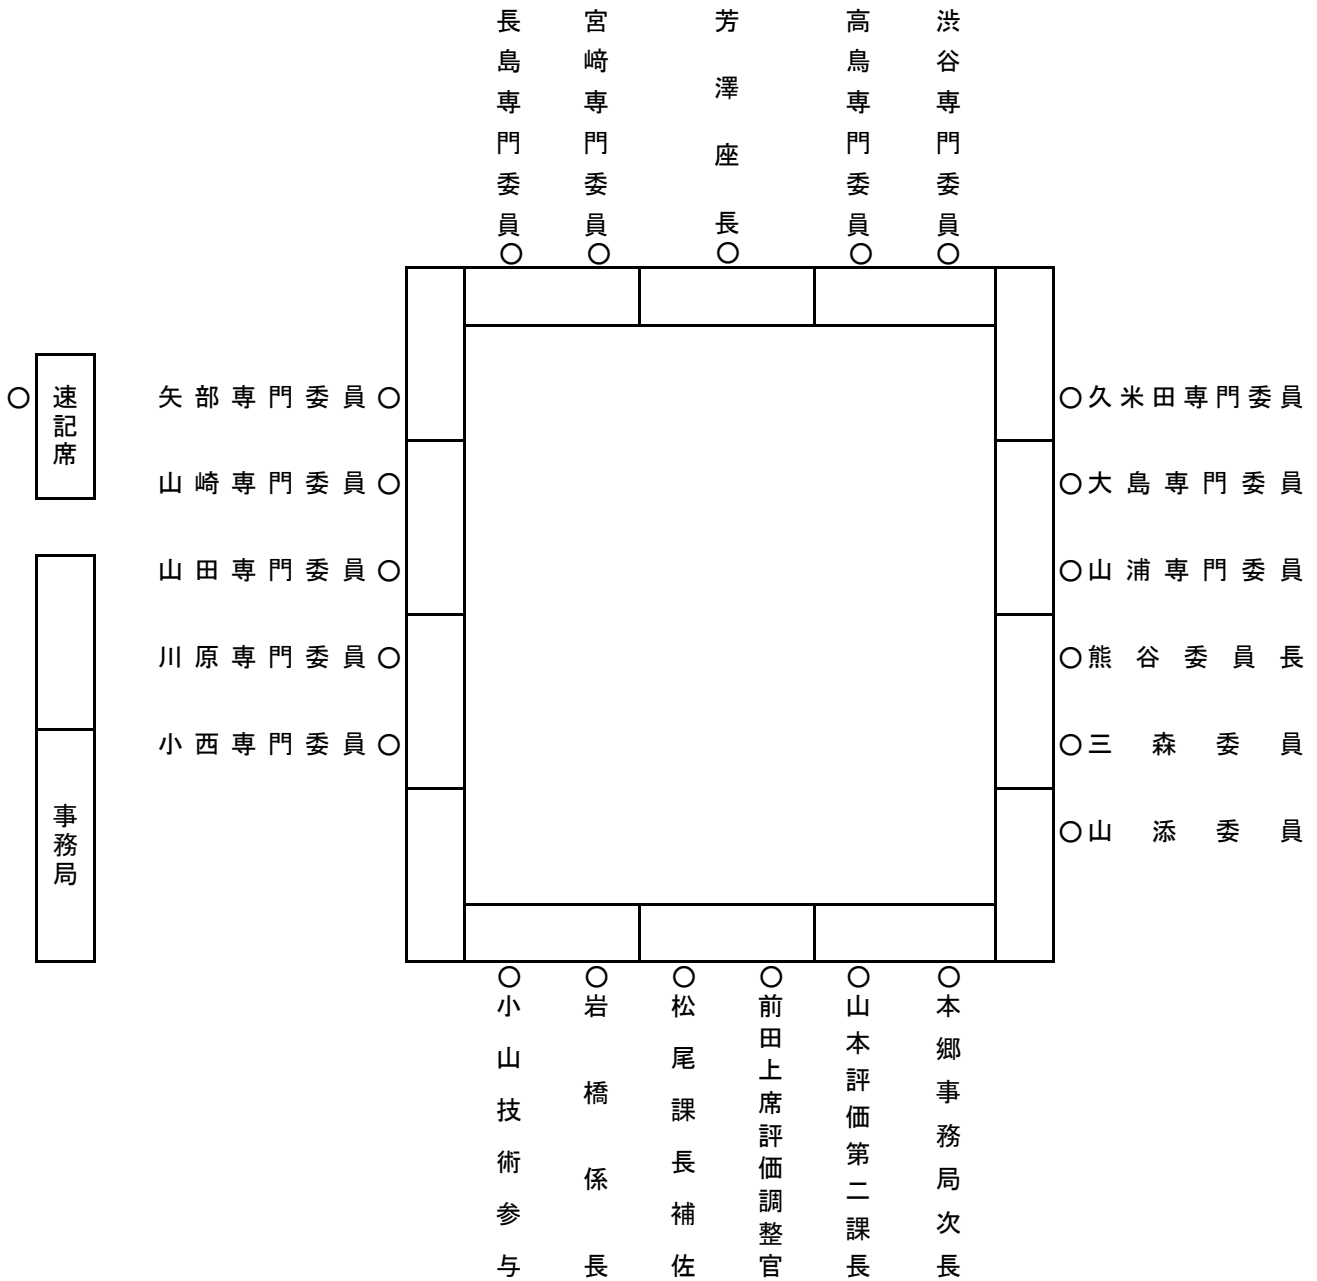 長島専門委員
宮﨑専門委員
芳澤座長
高鳥専門委員
渋谷専門委員
速記席
矢部専門委員
山崎専門委員
山田専門委員
川原専門委員
小西専門委員
久米田専門委員
大島専門委員
山浦専門委員
熊谷委員長
三森委員
山添委員
事務局
小山技術参与
岩橋係長
松尾課長補佐
前田上席評価調整官
山本評価第二課長
本郷事務局次長